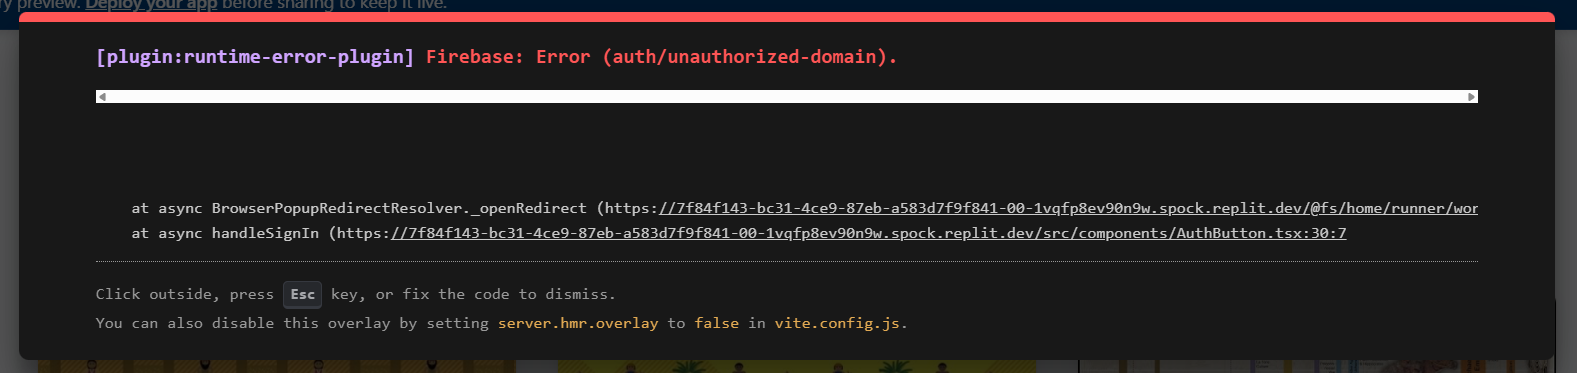 ry preview. Deploy your app before sharing to keep it live.
[plugin:runtime-error-plugin] Firebase: Error (auth/unauthorized-domain).
at async BrowserPopupRedirectResolver._openRedirect (https://7f84f143-bc31-4ce9-87eb-a583d7f9f841-00-1vqfp8ev90n9w.spock.replit.dev/@fs/home/runner/wor
at async handleSignIn (https://7f84f143-bc31-4ce9-87eb-a583d7f9f841-00-1vqfp8ev90n9w.spock.replit.dev/src/components/AuthButton.tsx:30:7
Click outside, press Esc key, or fix the code to dismiss.
You can also disable this overlay by setting server.hmr.overlay to false in vite.config.js.